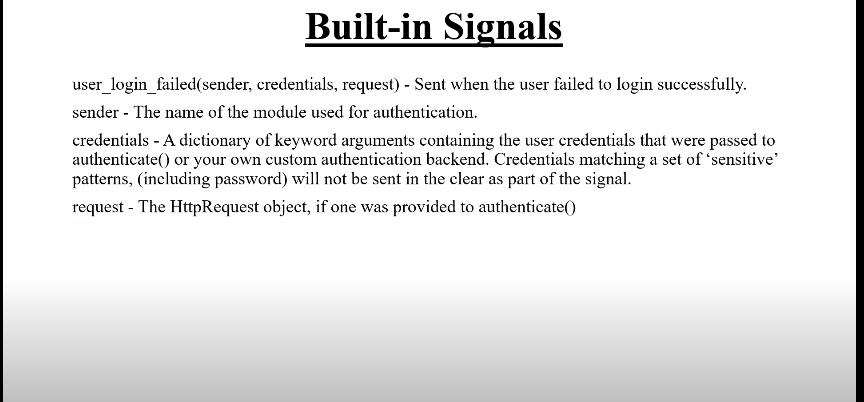 Built-in Signals
user_login_failed(sender, credentials, request) - Sent when the user failed to login successfully.
sender - The name of the module used for authentication.
credentials - A dictionary of keyword arguments containing the user credentials that were passed to
authenticate() or your own custom authentication backend. Credentials matching a set of ‘sensitive’
patterns, (including password) will not be sent in the clear as part of the signal.
request - The HttpRequest object, if one was provided to authenticate()